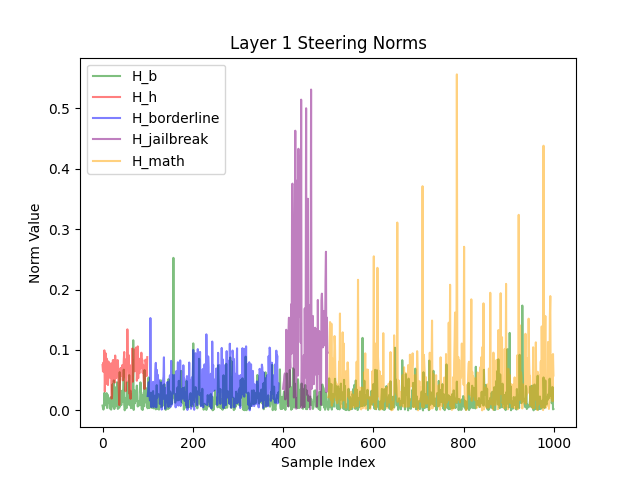 Layer 1 Steering Norms
H_b
H_h
H_borderline
H_jailbreak
H_math
Norm Value
0.5
0.4
0.3
0.2
0.1
0.0
0 200 400 600 800 1000
Sample Index